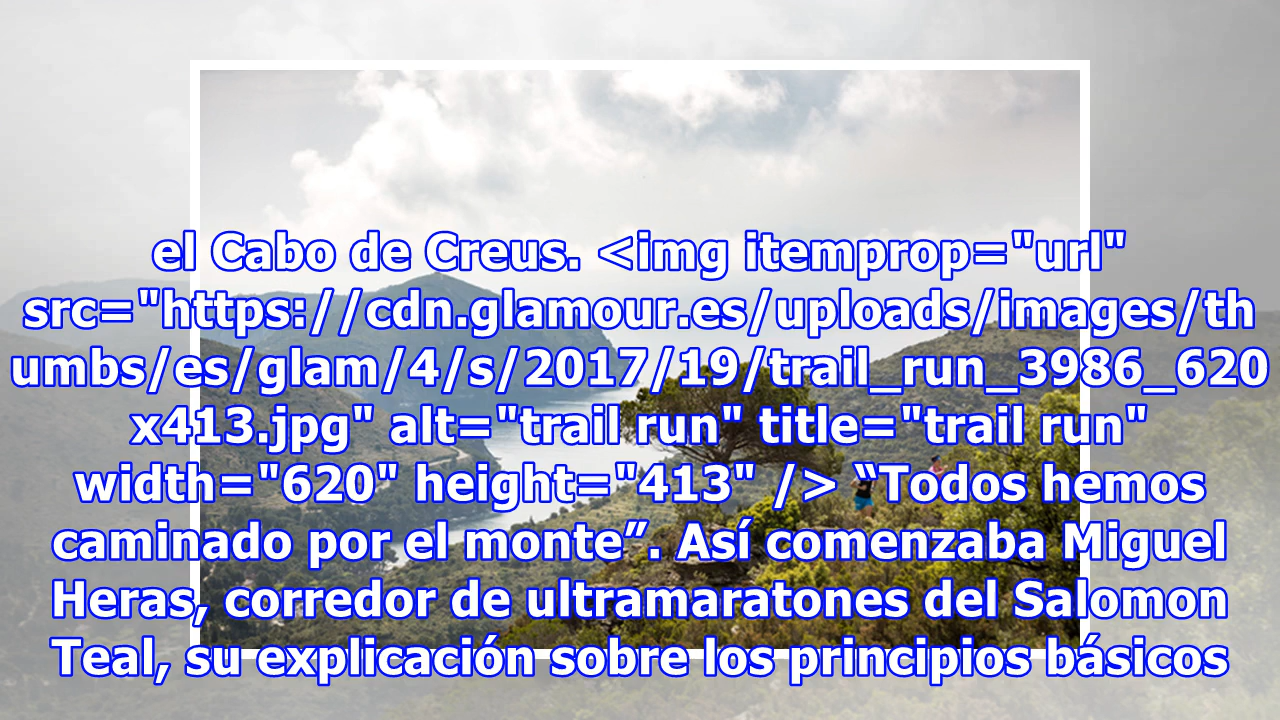 el Cabo de Creus. <img itemprop="url"
src="https://cdn.glamour.es/uploads/images/th
umbs/es/glam/4/s/2017/19/trail_run_3986_620
x413.jpg" alt="trail run" title="trail run"
width="620" height="413" /> “Todos hemos
caminado por el monte”. Así comenzaba Miguel
Heras, corredor de ultramaratones del Salomon
Teal, su explicación sobre los principios básicos